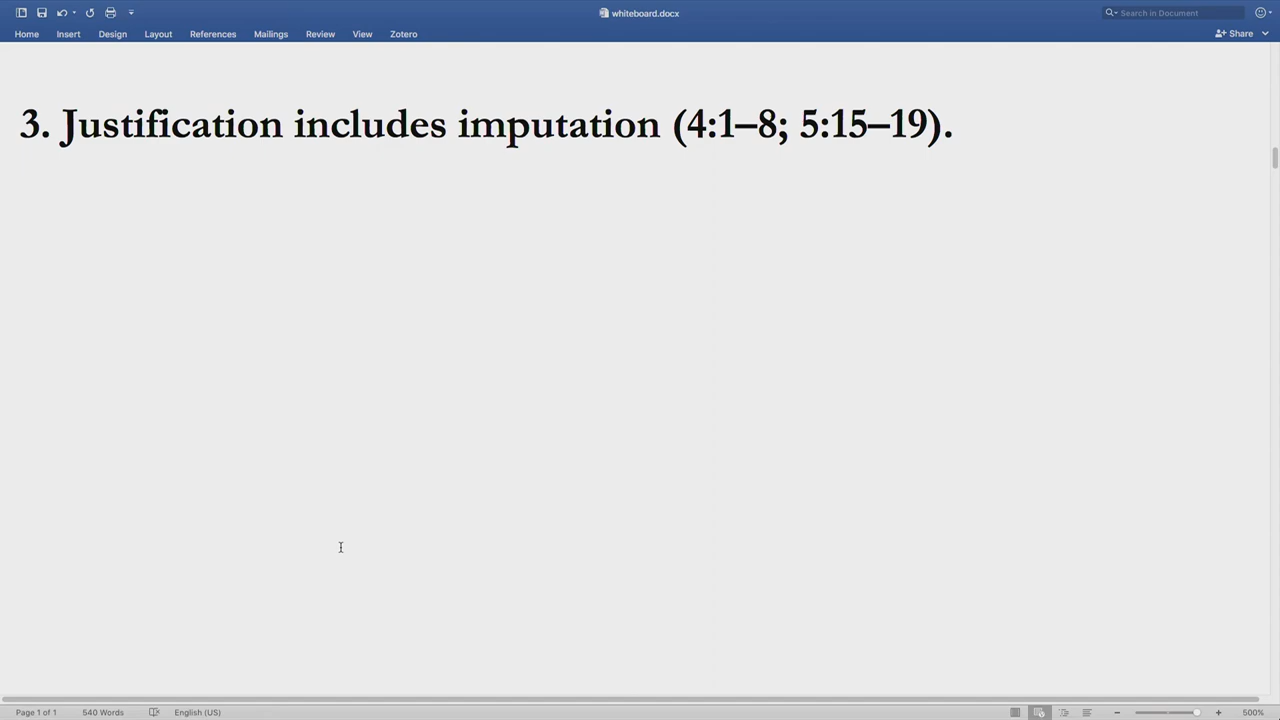 whiteboard.docx
Search in Document
Home Insert Design Layout References Mailings Review View Zotero
Share
3. Justification includes imputation (4:1–8; 5:15–19).
Page 1 of 1 540 Words English (US) 500%